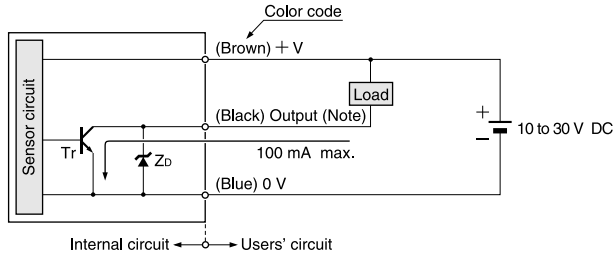 Color code
(Brown) + V
Sensor circuit
Load
(Black) Output (Note)
+
10 to 30 V DC
−
Tr
ZD
100 mA max.
(Blue) 0 V
Internal circuit
Users' circuit